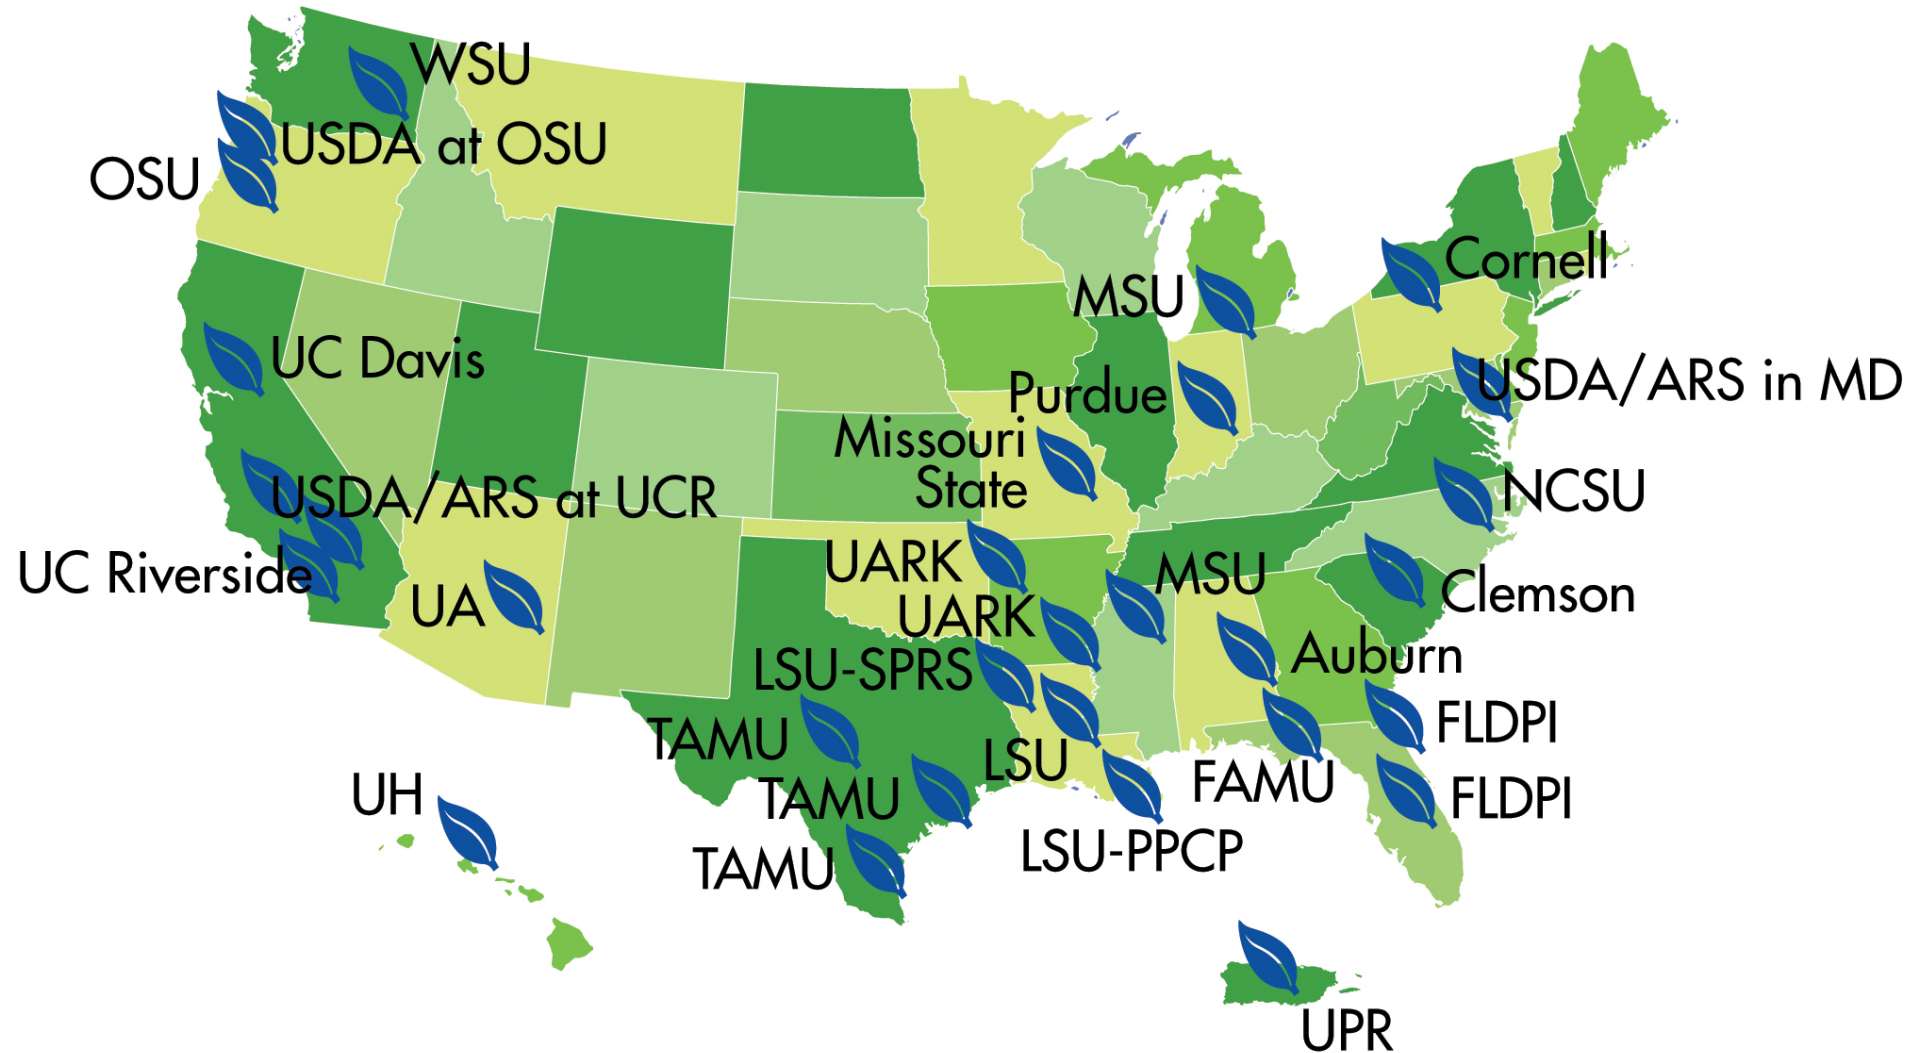 WSU
USDA at OSU
OSU
Cornell
MSU
UC Davis
USDA/ARS in MD
Purdue
Missouri
State
USDA/ARS at UCR
NCSU
UARK
UC Riverside
MSU
UA
Clemson
UARK
Auburn
LSU-SPRS
FLDPI
TAMU
LSU
FAMU
UH
TAMU
FLDPI
LSU-PPCP
TAMU
UPR